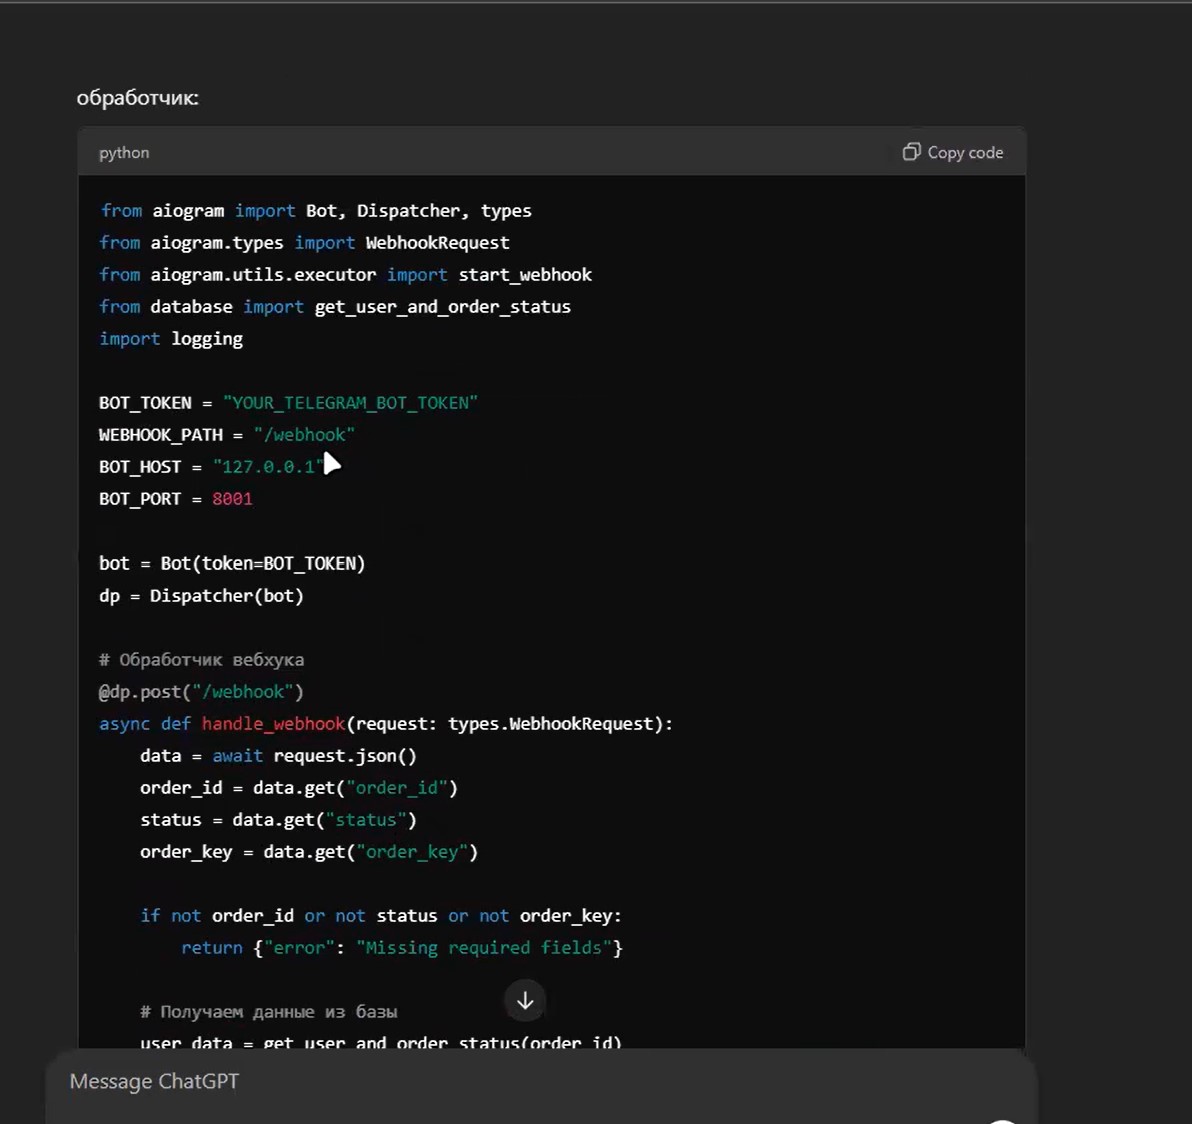 обработчик:
python
Copy code
from aiogram import Bot, Dispatcher, types
from aiogram.types import WebhookRequest
from aiogram.utils.executor import start_webhook
from database import get_user_and_order_status
import logging
BOT_TOKEN = "YOUR_TELEGRAM_BOT_TOKEN"
WEBHOOK_PATH = "/webhook"
BOT_HOST = "127.0.0.1"
BOT_PORT = 8001
bot = Bot(token=BOT_TOKEN)
dp = Dispatcher(bot)
# Обработчик вебхука
@dp.post("/webhook")
async def handle_webhook(request: types.WebhookRequest):
    data = await request.json()
    order_id = data.get("order_id")
    status = data.get("status")
    order_key = data.get("order_key")
    if not order_id or not status or not order_key:
        return {"error": "Missing required fields"}
    # Получаем данные из базы
    user_data = get_user_and_order_status(order_id)
Message ChatGPT